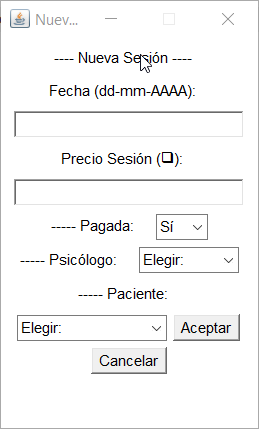 Nuev...
---- Nueva Sesión ----
Fecha (dd-mm-AAAA):
Precio Sesión (❑):
----- Pagada: Sí
----- Psicólogo: Elegir:
----- Paciente:
Elegir: Aceptar
Cancelar